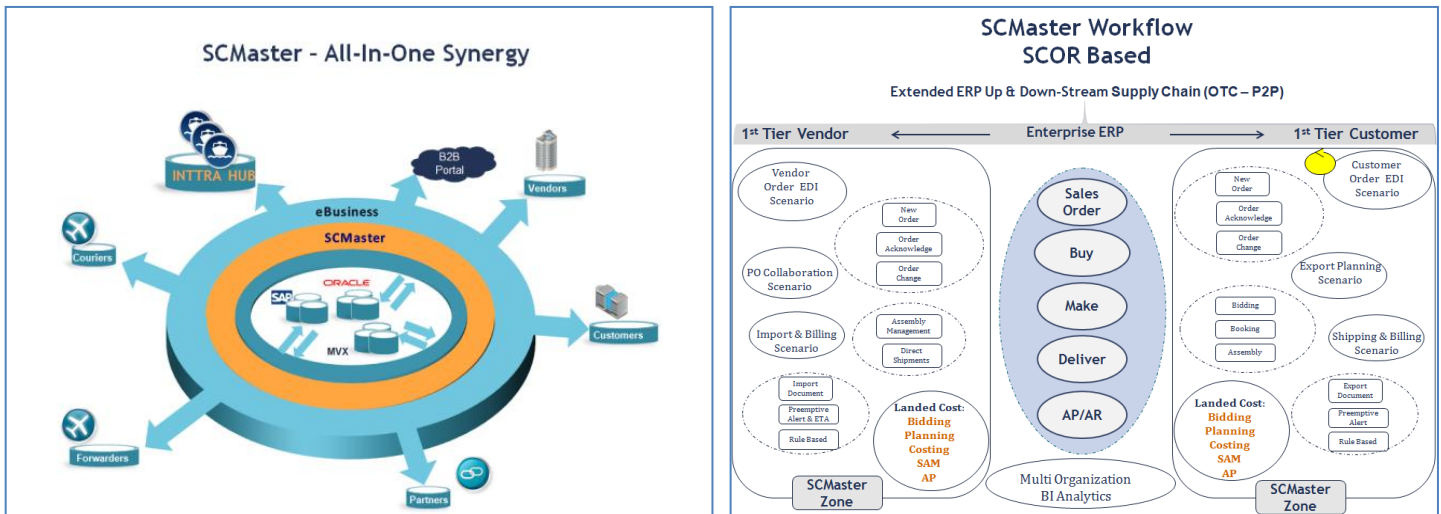 SCMaster – All-In-One Synergy
INTTRA HUB
B2B
Portal
Vendors
eBusiness
SCMaster
Couriers
SAP
ORACLE
MVX
Customers
Forwarders
Partners
SCMaster Workflow
SCOR Based
Extended ERP Up & Down-Stream Supply Chain (OTC – P2P)
1st Tier Vendor
Enterprise ERP
1st Tier Customer
Vendor
Order EDI
Scenario
New
Order
Order
Acknowledge
Order
Change
PO Collaboration
Scenario
Import & Billing
Scenario
Assembly
Management
Direct
Shipments
Import
Document
Preemptive
Alert & ETA
Rule Based
Landed Cost:
Bidding
Planning
Costing
SAM
AP
SCMaster
Zone
Sales
Order
Buy
Make
Deliver
AP/AR
Multi Organization
BI Analytics
Customer
Order EDI
Scenario
New
Order
Order
Acknowledge
Order
Change
Export Planning
Scenario
Bidding
Booking
Assembly
Shipping & Billing
Scenario
Landed Cost:
Bidding
Planning
Costing
SAM
AP
Export
Document
Preemptive
Alert
Rule Based
SCMaster
Zone